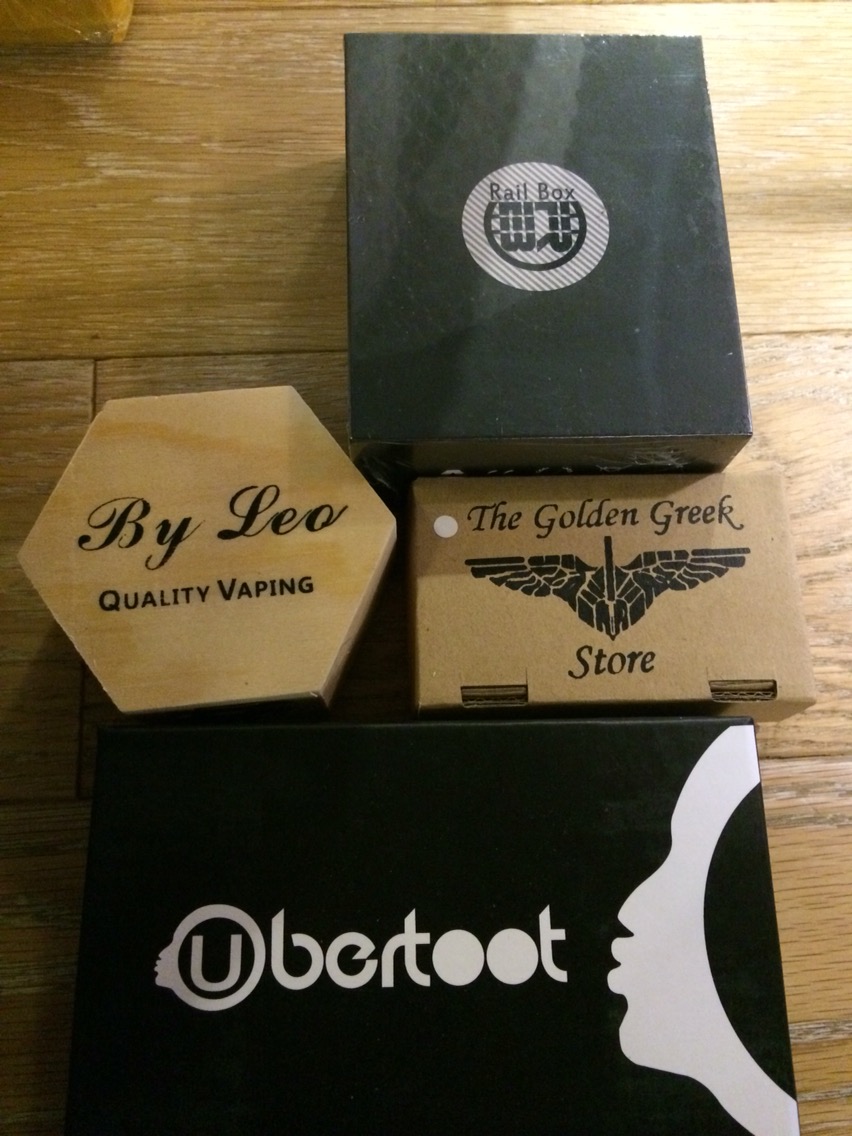 Rail Box
By Leo
QUALITY VAPING
The Golden Greek
Store
Ubertoot